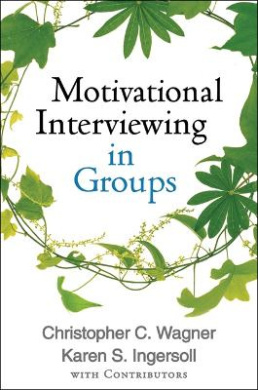 Motivational
Interviewing
in
Groups
Christopher C. Wagner
Karen S. Ingersoll
WITH CONTRIBUTORS